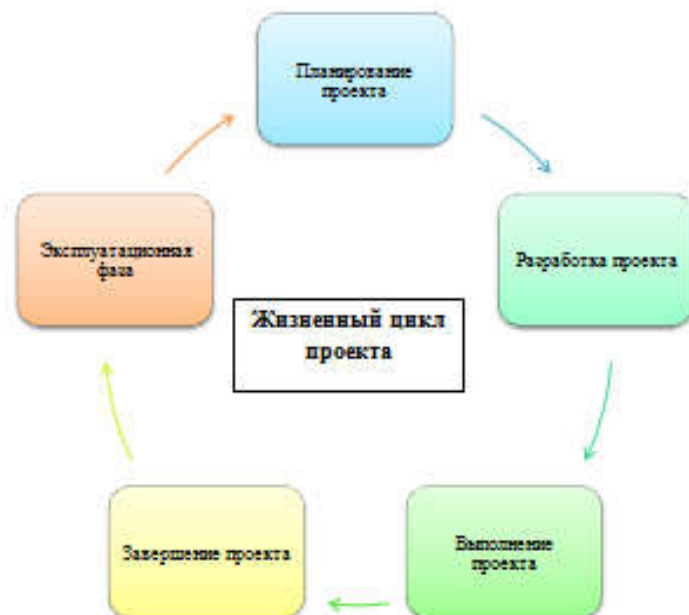 Планирование
проекта
Разработка проекта
Выполнение
проекта
Завершение проекта
Эксплуатационная
фаза
Жизненный цикл
проекта